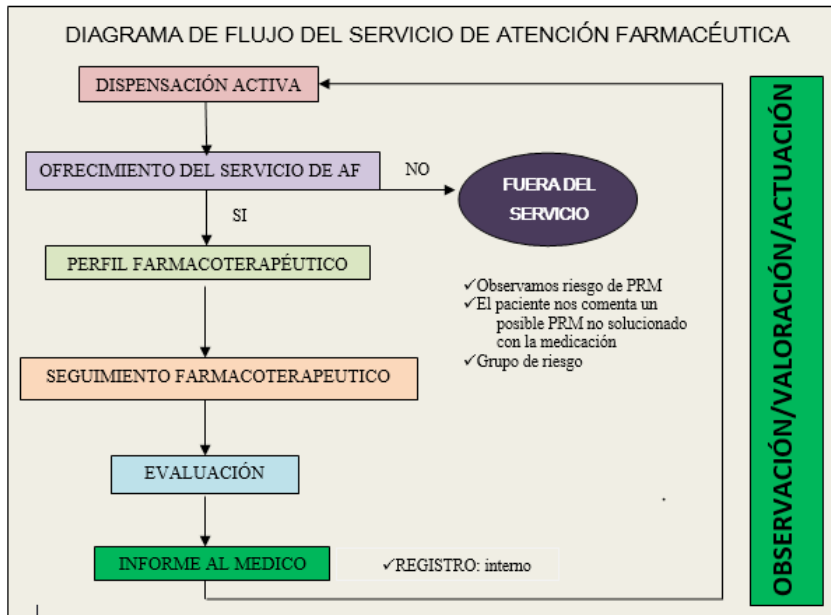 DIAGRAMA DE FLUJO DEL SERVICIO DE ATENCIÓN FARMACÉUTICA
DISPENSACIÓN ACTIVA
OFRECIMIENTO DEL SERVICIO DE AF
NO
FUERA DEL
SERVICIO
SI
PERFIL FARMACOTERAPÉUTICO
✓Observamos riesgo de PRM
✓El paciente nos comenta un
posible PRM no solucionado
con la medicación
✓Grupo de riesgo
SEGUIMIENTO FARMACOTERAPEUTICO
EVALUACIÓN
INFORME AL MEDICO
✓REGISTRO: interno
OBSERVACIÓN/VALORACIÓN/ACTUACIÓN